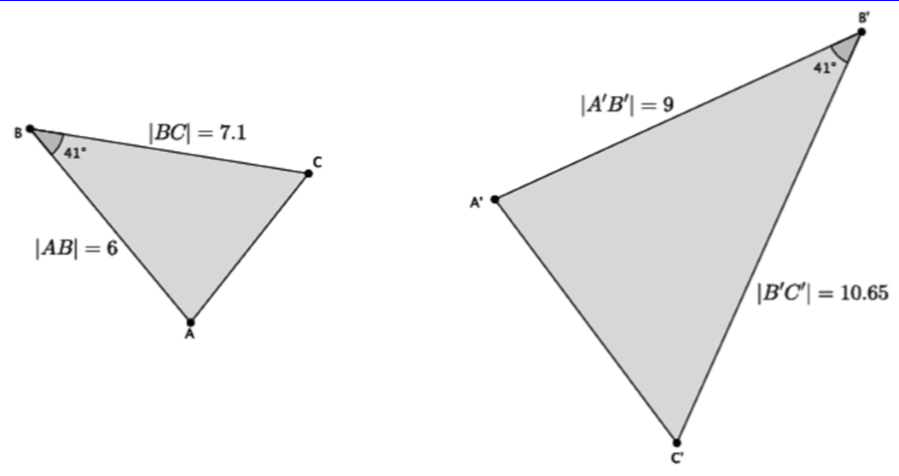 B
41°
|BC| = 7.1
C
|AB| = 6
A
B'
41°
|A'B'| = 9
A'
|B'C'| = 10.65
C'